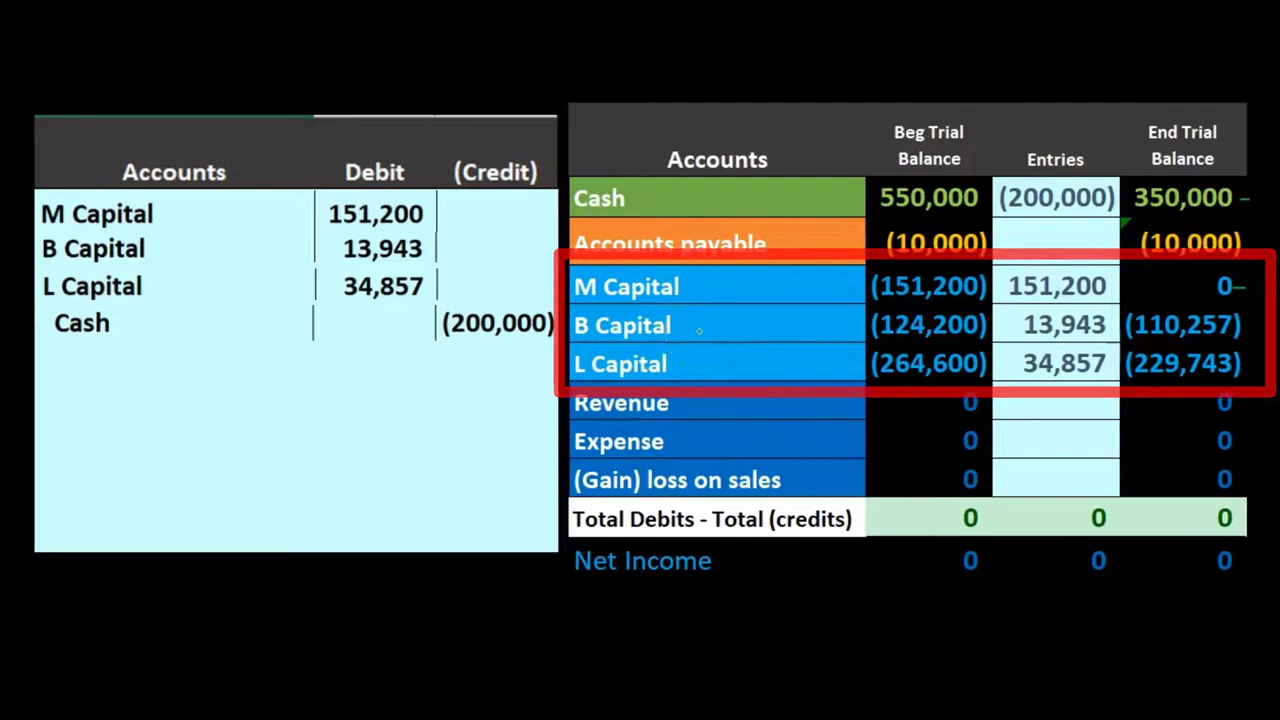 Accounts Debit (Credit)
M Capital 151,200
B Capital 13,943
L Capital 34,857
Cash (200,000)
Accounts Beg Trial Balance Entries End Trial Balance
Cash 550,000 (200,000) 350,000
Accounts payable (10,000) (10,000)
M Capital (151,200) 151,200 0
B Capital (124,200) 13,943 (110,257)
L Capital (264,600) 34,857 (229,743)
Revenue 0 0
Expense 0 0
(Gain) loss on sales 0 0
Total Debits - Total (credits) 0 0 0
Net Income 0 0 0